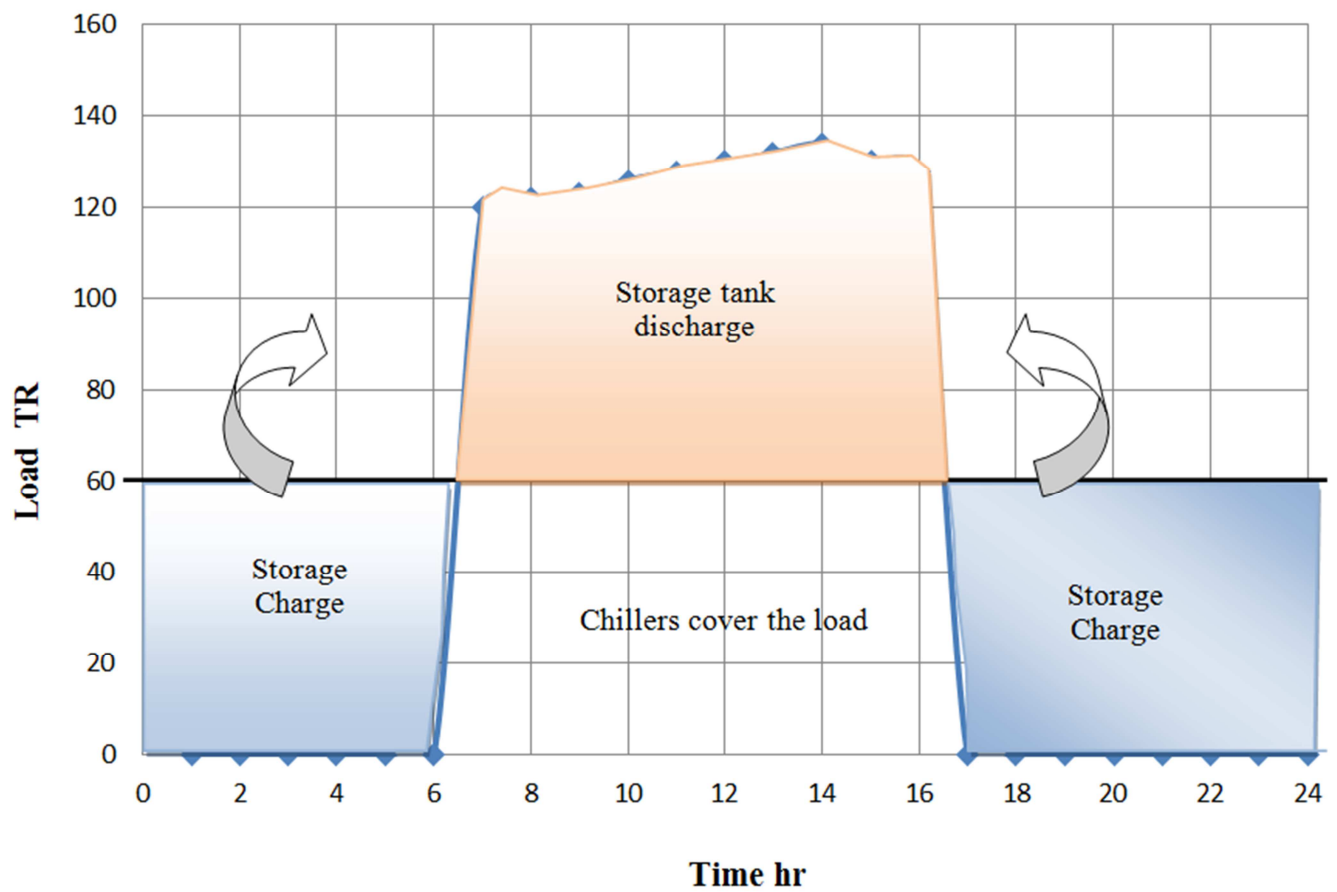 160
140
120
100
80
60
40
20
0
Load TR
Storage tank
discharge
Storage
Charge
Chillers cover the load
Storage
Charge
0 2 4 6 8 10 12 14 16 18 20 22 24
Time hr